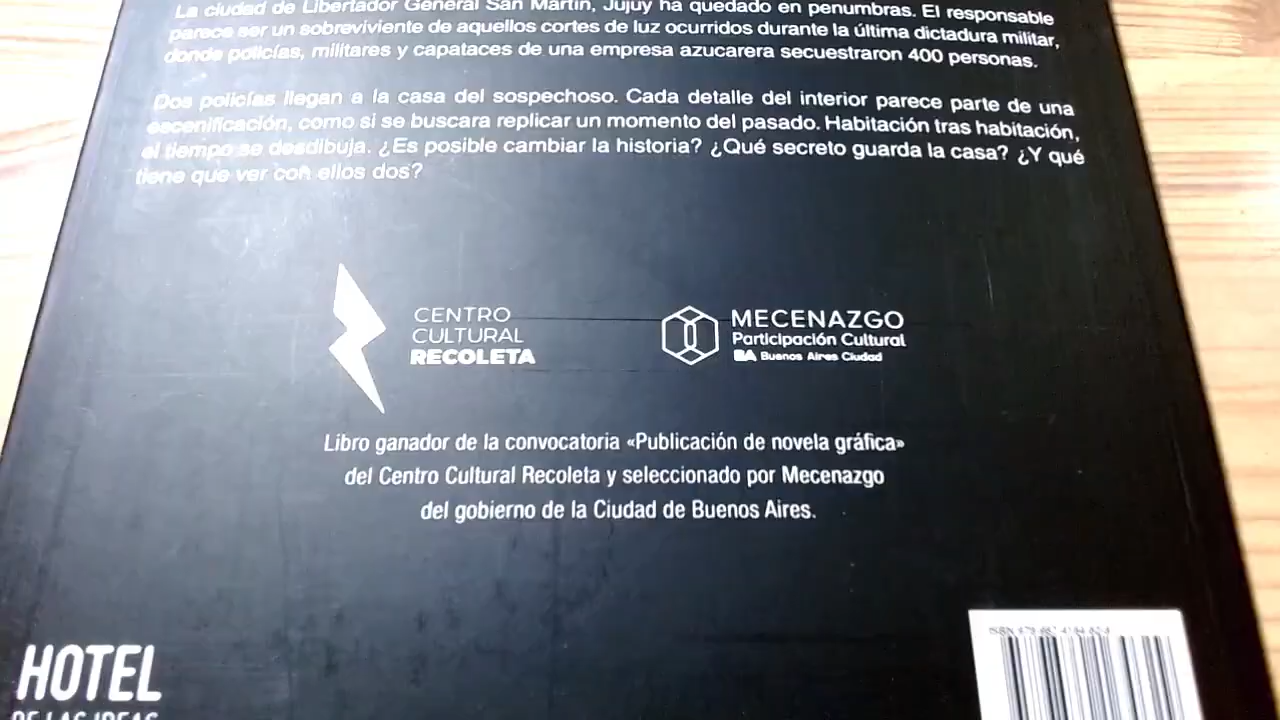 La ciudad de Libertador General San Martín, Jujuy ha quedado en penumbras. El responsable
parece ser un sobreviviente de aquellos cortes de luz ocurridos durante la última dictadura militar,
donde policías, militares y capataces de una empresa azucarera secuestraron 400 personas.
Dos policías llegan a la casa del sospechoso. Cada detalle del interior parece parte de una
escenificación, como si se buscara replicar un momento del pasado. Habitación tras habitación,
el tiempo se desdibuja. ¿Es posible cambiar la historia? ¿Qué secreto guarda la casa? ¿Y qué
tiene que ver con ellos dos?
CENTRO
CULTURAL
RECOLETA
MECENAZGO
Participación Cultural
BA Buenos Aires Ciudad
Libro ganador de la convocatoria «Publicación de novela gráfica»
del Centro Cultural Recoleta y seleccionado por Mecenazgo
del gobierno de la Ciudad de Buenos Aires.
HOTEL
DE LAS IDEAS
ISBN